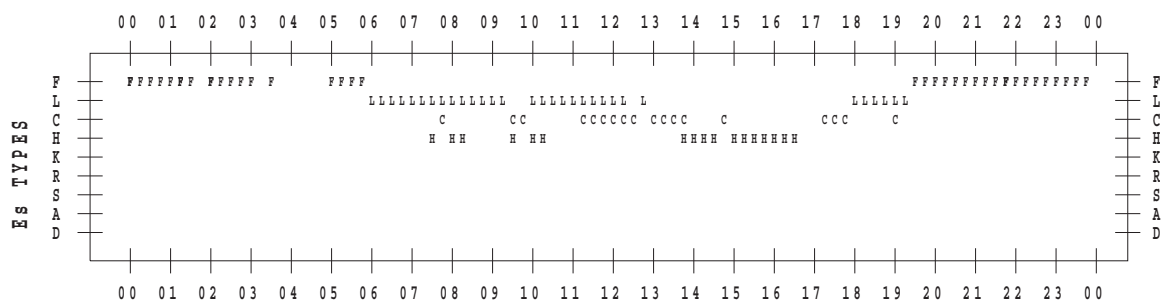 00 01 02 03 04 05 06 07 08 09 10 11 12 13 14 15 16 17 18 19 20 21 22 23 00
F FFFFFFF FFFFF F FFFF FFFFFFFFFFFFFFFFFF F
L LLLLLLLLLLLLLL LLLLLLLLLL L LLLLLL L
C C CC CCCCCC CCCC C CCC C C
H H HH H HH HHHH HHHHHHH H
K K
R R
S S
A A
D D
Es TYPES
00 01 02 03 04 05 06 07 08 09 10 11 12 13 14 15 16 17 18 19 20 21 22 23 00